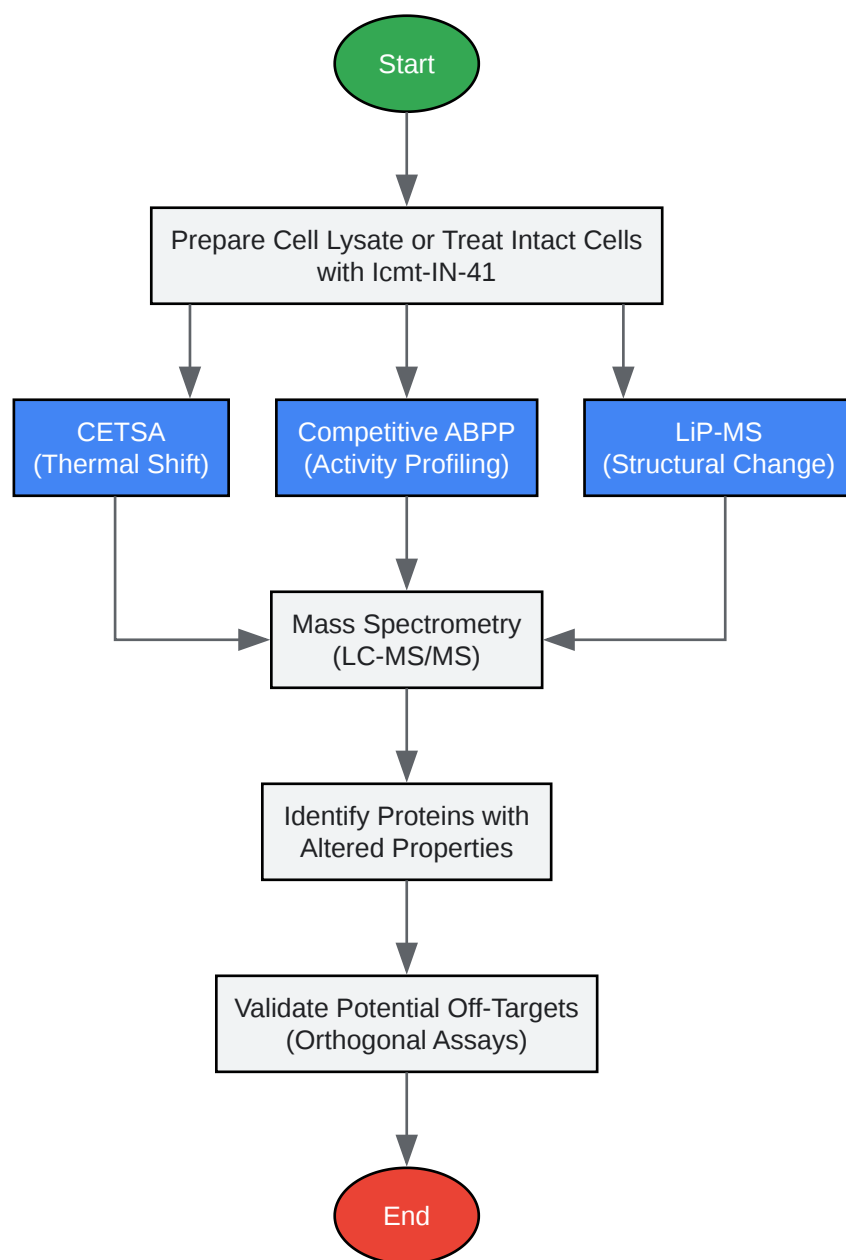 Start
Prepare Cell Lysate or Treat Intact Cells
with Icmt-IN-41
CETSA
(Thermal Shift)
Competitive ABPP
(Activity Profiling)
LiP-MS
(Structural Change)
Mass Spectrometry
(LC-MS/MS)
Identify Proteins with
Altered Properties
Validate Potential Off-Targets
(Orthogonal Assays)
End